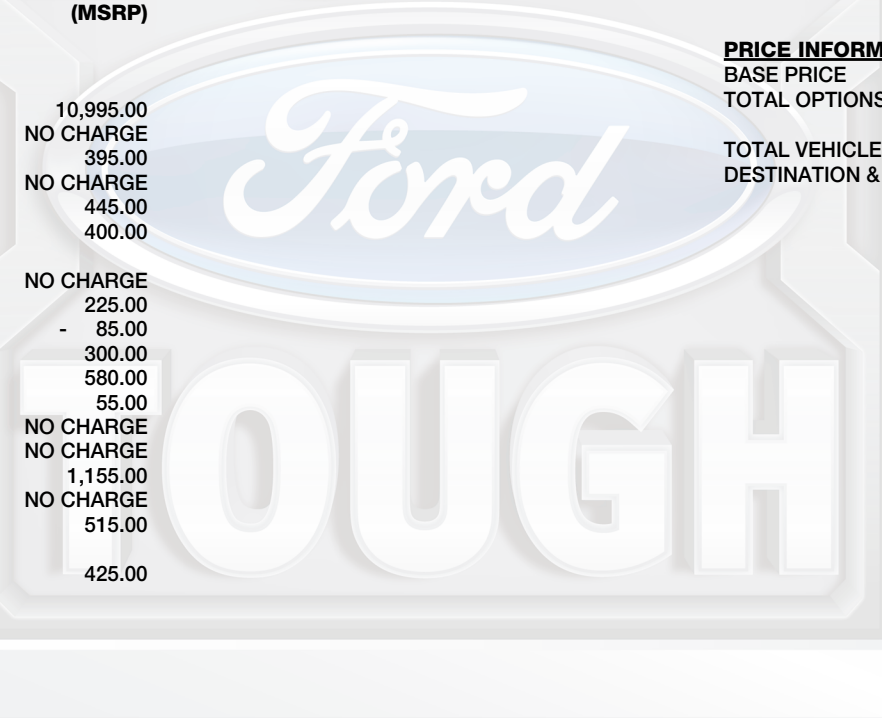 (MSRP)
10,995.00
NO CHARGE
395.00
NO CHARGE
445.00
400.00
NO CHARGE
225.00
- 85.00
300.00
580.00
55.00
NO CHARGE
NO CHARGE
1,155.00
NO CHARGE
515.00
425.00
PRICE INFORM
BASE PRICE
TOTAL OPTIONS
TOTAL VEHICLE
DESTINATION &
Ford
TOUGH